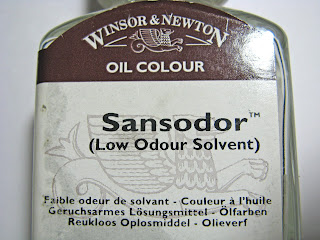 WINSOR & NEWTON
OIL COLOUR
Sansodor™
(Low Odour Solvent)
Faible odeur de solvant - Couleur à l'huile
Geruchsarmes Lösungsmittel - Ölfarben
Reukloos Oplosmiddel - Olieverf